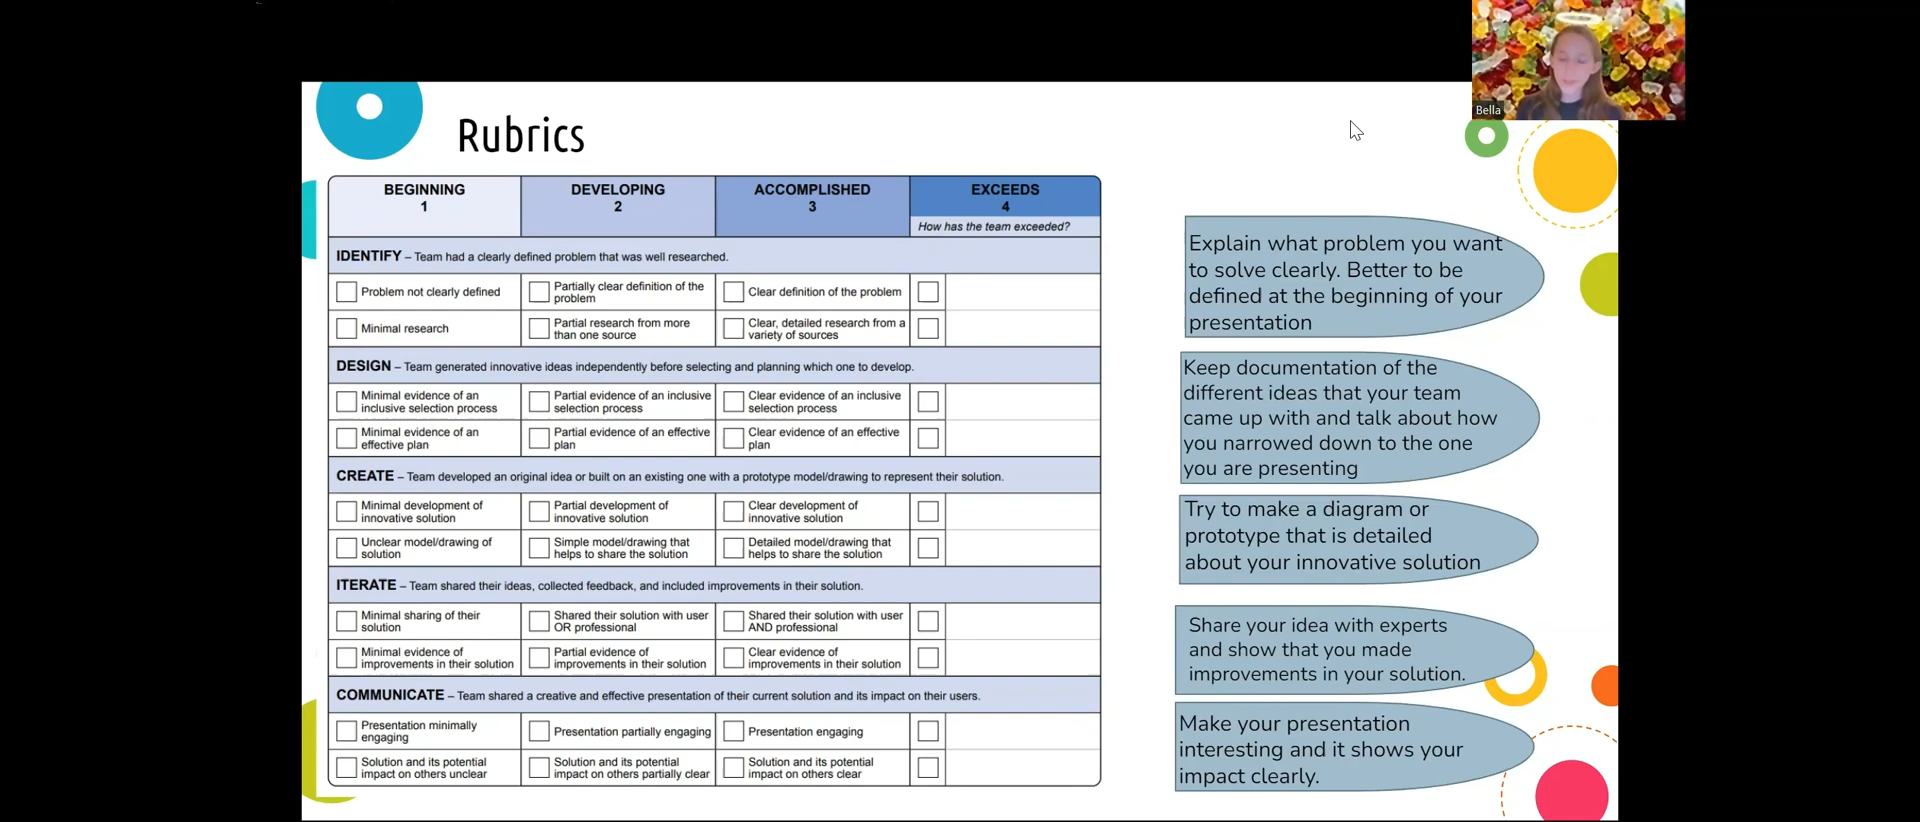 Bella
Rubrics
BEGINNING
1
DEVELOPING
2
ACCOMPLISHED
3
EXCEEDS
4
How has the team exceeded?
IDENTIFY – Team had a clearly defined problem that was well researched.
Problem not clearly defined
Partially clear definition of the
problem
Clear definition of the problem
Minimal research
Partial research from more
than one source
Clear, detailed research from a
variety of sources
DESIGN – Team generated innovative ideas independently before selecting and planning which one to develop.
Minimal evidence of an
inclusive selection process
Partial evidence of an inclusive
selection process
Clear evidence of an inclusive
selection process
Minimal evidence of an
effective plan
Partial evidence of an effective
plan
Clear evidence of an effective
plan
CREATE – Team developed an original idea or built on an existing one with a prototype model/drawing to represent their solution.
Minimal development of
innovative solution
Partial development of
innovative solution
Clear development of
innovative solution
Unclear model/drawing of
solution
Simple model/drawing that
helps to share the solution
Detailed model/drawing that
helps to share the solution
ITERATE – Team shared their ideas, collected feedback, and included improvements in their solution.
Minimal sharing of their
solution
Shared their solution with user
OR professional
Shared their solution with user
AND professional
Minimal evidence of
improvements in their solution
Partial evidence of
improvements in their solution
Clear evidence of
improvements in their solution
COMMUNICATE – Team shared a creative and effective presentation of their current solution and its impact on their users.
Presentation minimally
engaging
Presentation partially engaging
Presentation engaging
Solution and its potential
impact on others unclear
Solution and its potential
impact on others partially clear
Solution and its potential
impact on others clear
Explain what problem you want
to solve clearly. Better to be
defined at the beginning of your
presentation
Keep documentation of the
different ideas that your team
came up with and talk about how
you narrowed down to the one
you are presenting
Try to make a diagram or
prototype that is detailed
about your innovative solution
Share your idea with experts
and show that you made
improvements in your solution.
Make your presentation
interesting and it shows your
impact clearly.